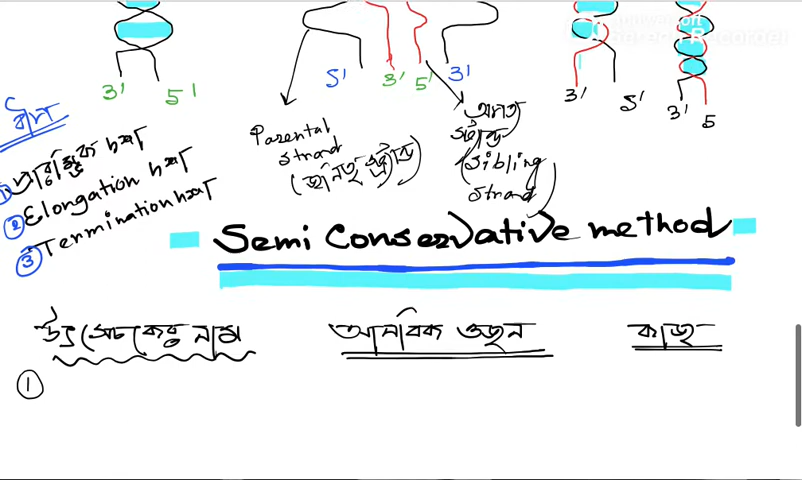 3' 5'
5' 3' 5' 3'
3' 5' 3' 5
ধাপ
Parental
strand
(জনিতৃ স্ট্র্যান্ড)
অপত্য
স্ট্র্যান্ড
(sibling
strand)
① প্রারম্ভিক দশা
② Elongation দশা
③ Termination দশা
Semi Conservative method
উৎসেচকের নাম আনবিক ওজন কাজ
①